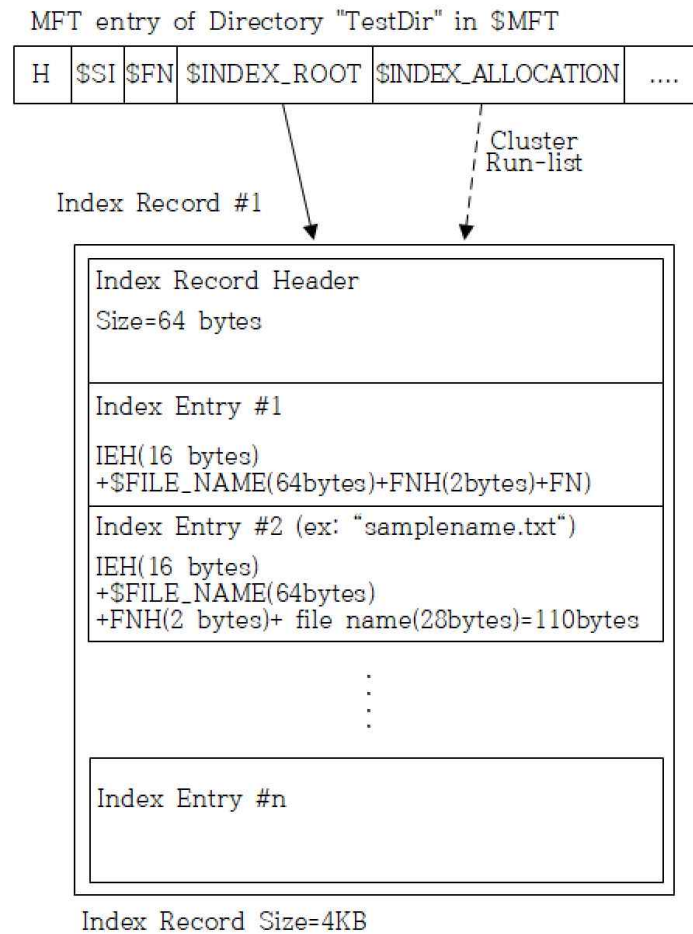 MFT entry of Directory "TestDir" in $MFT
H $SI $FN $INDEX_ROOT $INDEX_ALLOCATION ....
Cluster
Run-list
Index Record #1
Index Record Header
Size=64 bytes
Index Entry #1
IEH(16 bytes)
+$FILE_NAME(64bytes)+FNH(2bytes)+FN)
Index Entry #2 (ex: "samplename.txt")
IEH(16 bytes)
+$FILE_NAME(64bytes)
+FNH(2 bytes)+ file name(28bytes)=110bytes
Index Entry #n
Index Record Size=4KB